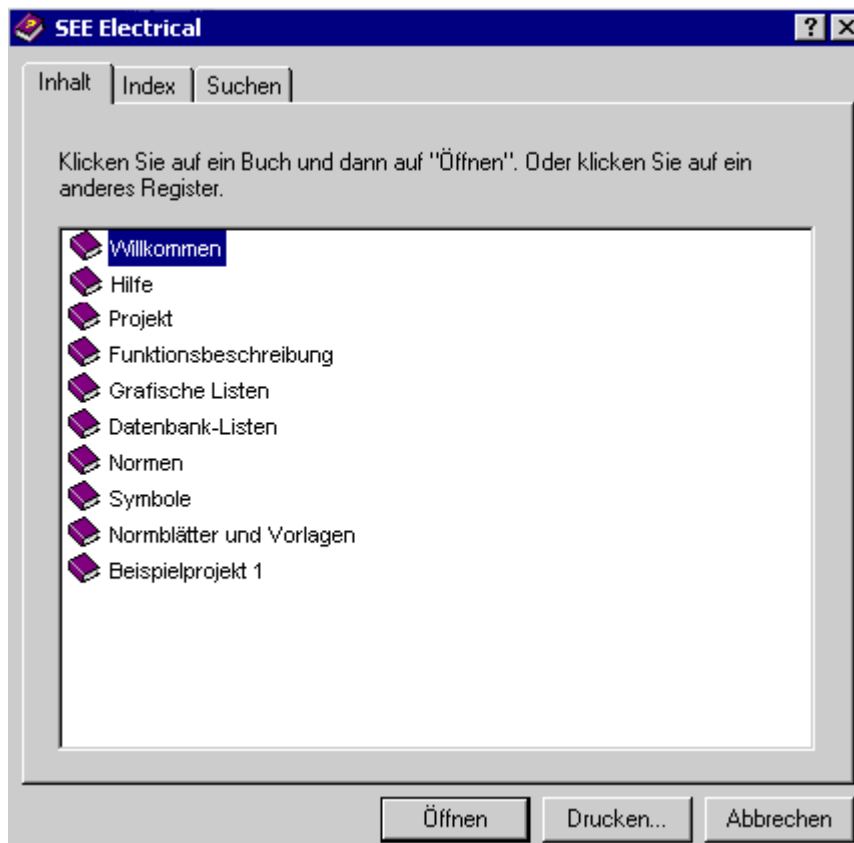 SEE Electrical
Inhalt Index Suchen
Klicken Sie auf ein Buch und dann auf "Öffnen". Oder klicken Sie auf ein
anderes Register.
Willkommen
Hilfe
Projekt
Funktionsbeschreibung
Grafische Listen
Datenbank-Listen
Normen
Symbole
Normblätter und Vorlagen
Beispielprojekt 1
Öffnen Drucken... Abbrechen